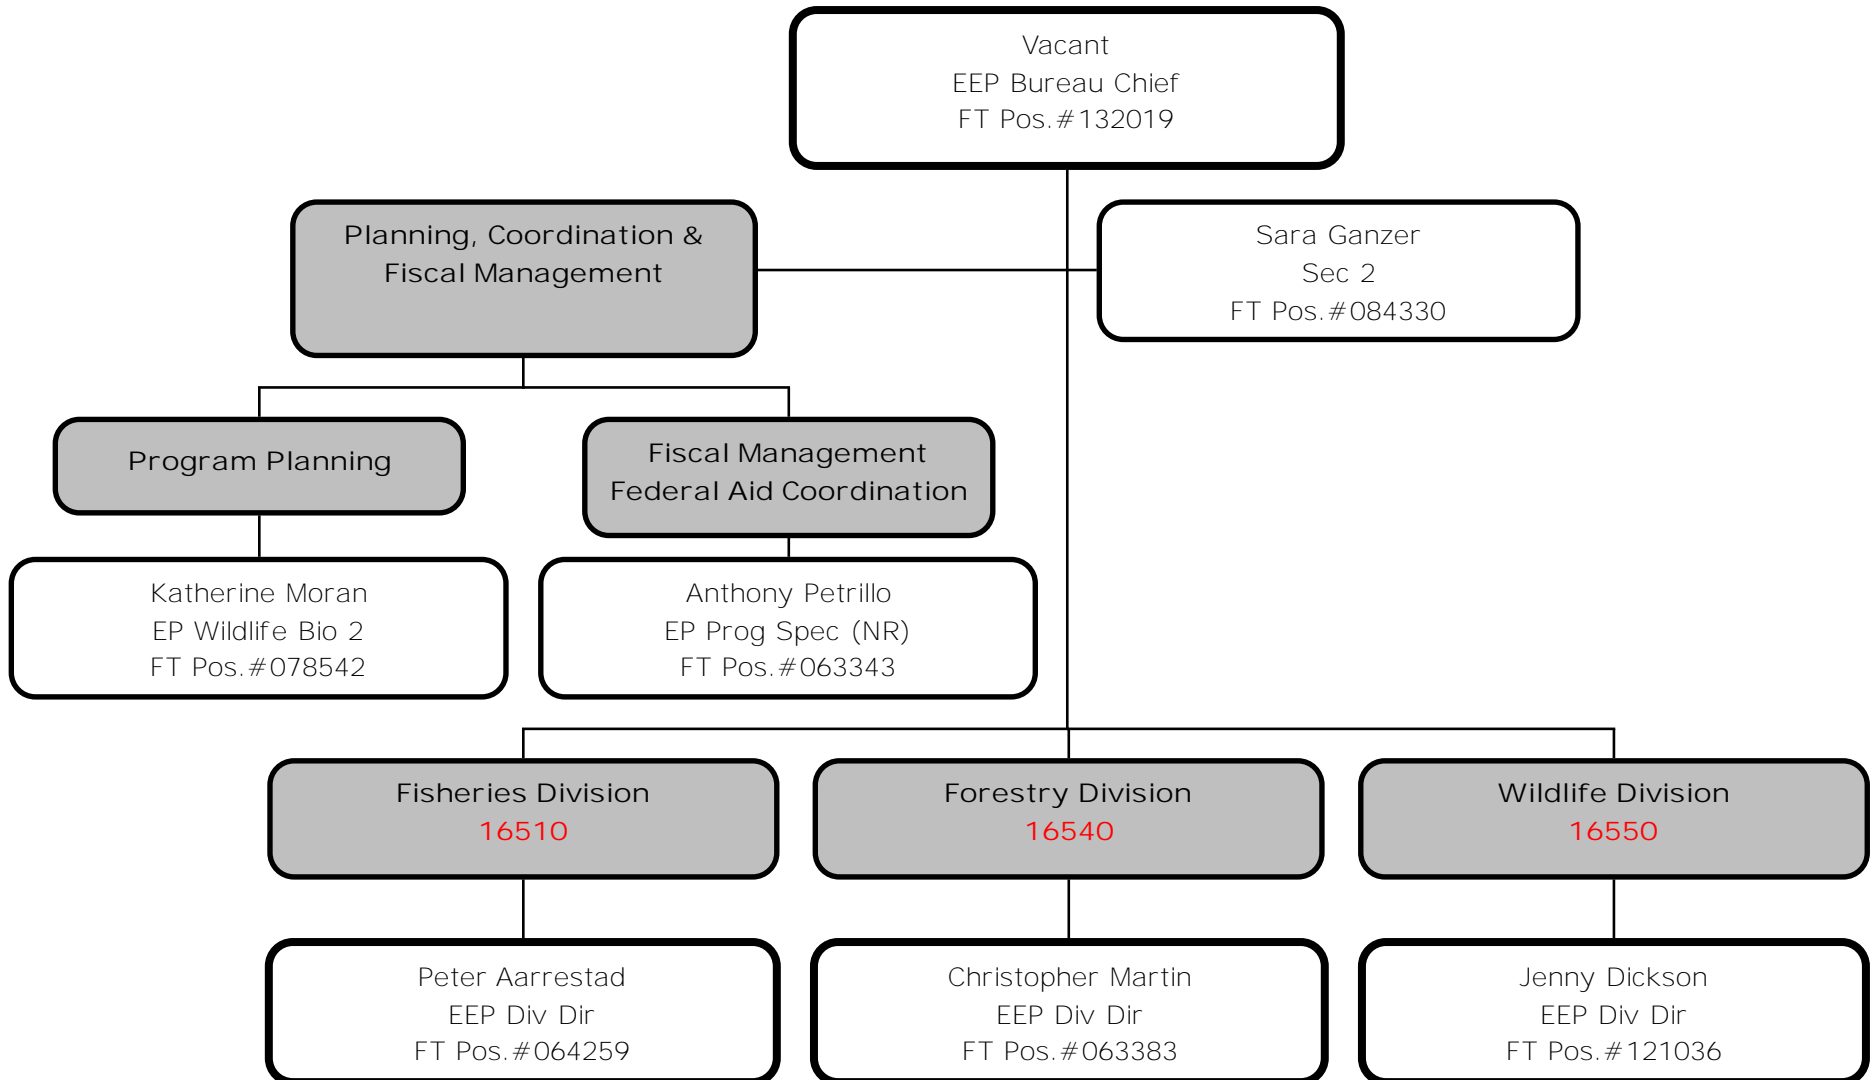 Vacant
EEP Bureau Chief
FT Pos.#132019
Planning, Coordination &
Fiscal Management
Sara Ganzer
Sec 2
FT Pos.#084330
Program Planning
Fiscal Management
Federal Aid Coordination
Katherine Moran
EP Wildlife Bio 2
FT Pos.#078542
Anthony Petrillo
EP Prog Spec (NR)
FT Pos.#063343
Fisheries Division
16510
Forestry Division
16540
Wildlife Division
16550
Peter Aarrestad
EEP Div Dir
FT Pos.#064259
Christopher Martin
EEP Div Dir
FT Pos.#063383
Jenny Dickson
EEP Div Dir
FT Pos.#121036